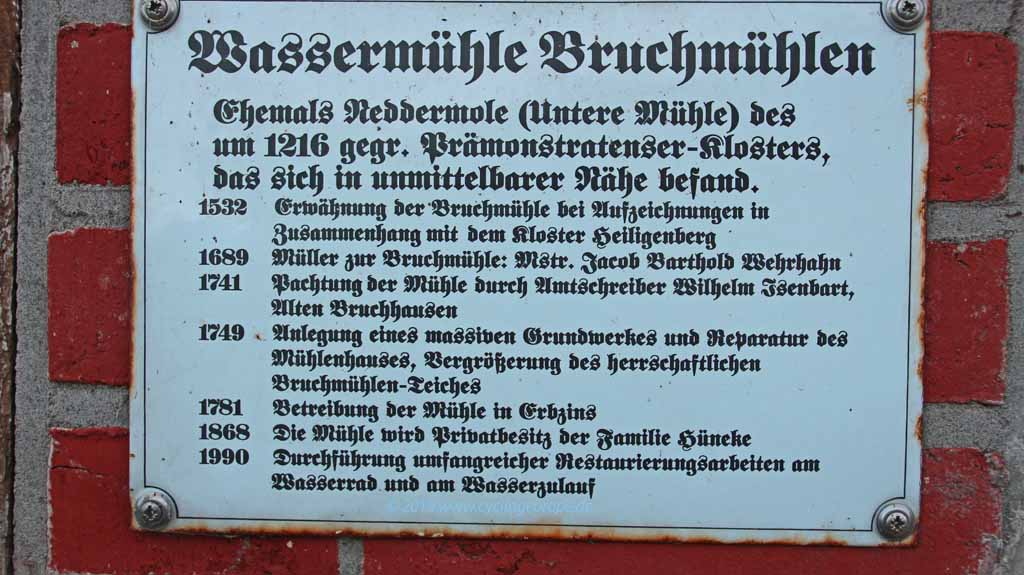 Wassermühle Bruchmühlen
Ehemals Neddermole (Untere Mühle) des
um 1216 gegr. Prämonstratenser-Klosters,
das sich in unmittelbarer Nähe befand.
1532 Erwähnung der Bruchmühle bei Aufzeichnungen in
Zusammenhang mit dem Kloster Heiligenberg
1689 Müller zur Bruchmühle: Mstr. Jacob Barthold Wehrhahn
1741 Pachtung der Mühle durch Amtschreiber Wilhelm Isenbart,
Alten Bruchhausen
1749 Anlegung eines massiven Grundwerkes und Reparatur des
Mühlenhauses, Vergrößerung des herrschaftlichen
Bruchmühlen-Teiches
1781 Betreibung der Mühle in Erbzins
1868 Die Mühle wird Privatbesitz der Familie Hüneke
1990 Durchführung umfangreicher Restaurierungsarbeiten am
Wasserrad und am Wasserzulauf